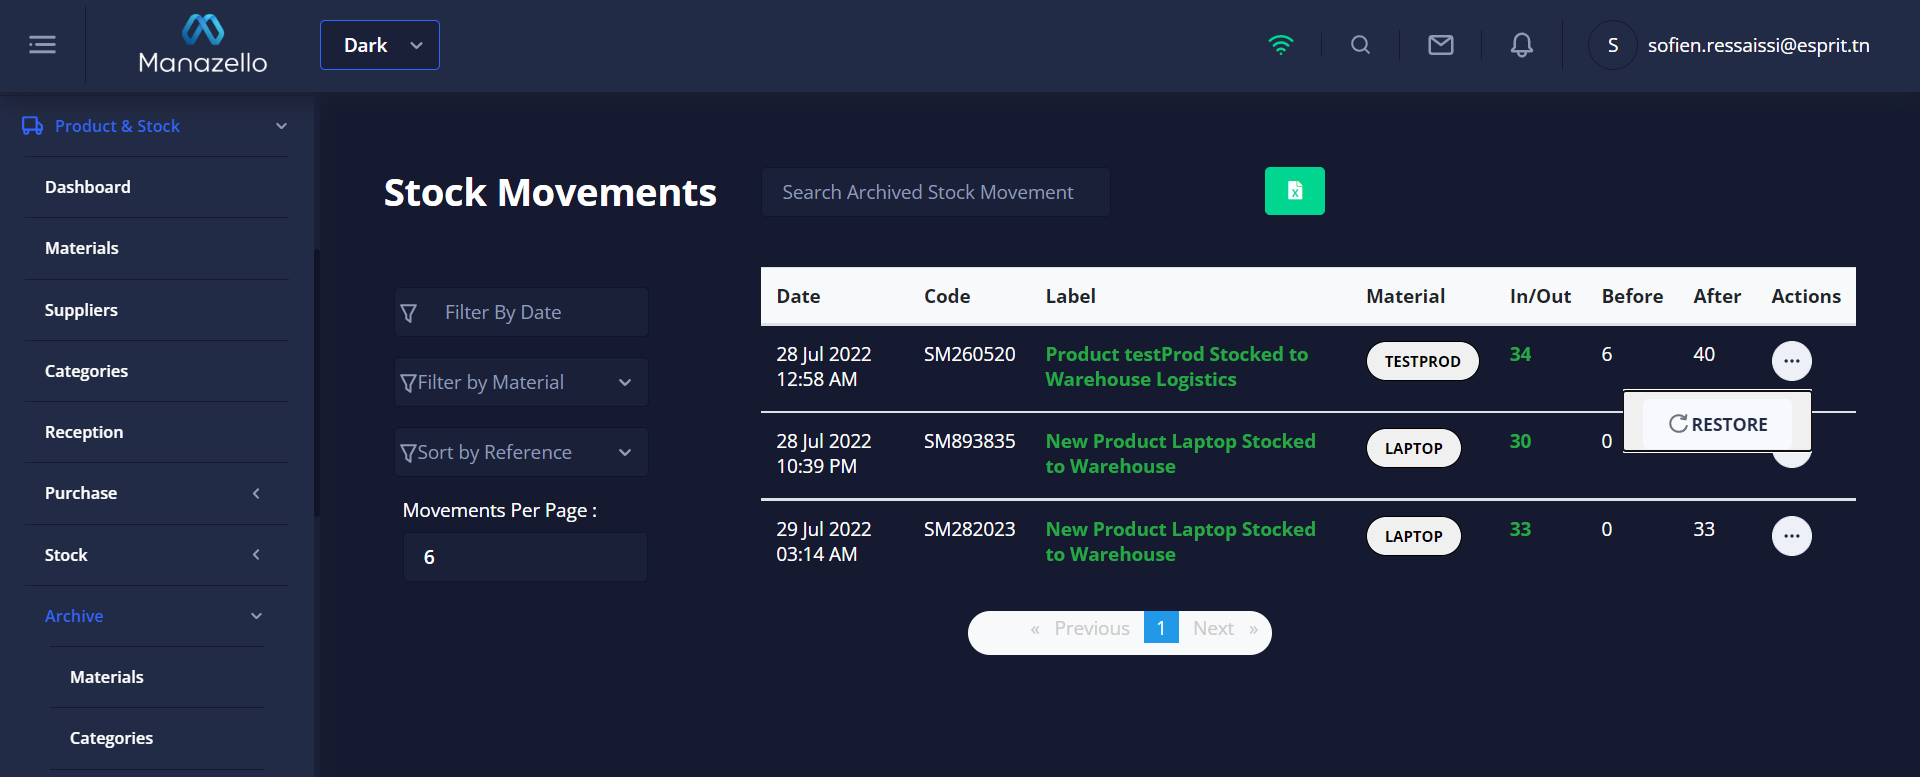 Manazello
Dark
S
sofien.ressaissi@esprit.tn
Product & Stock
Dashboard
Materials
Suppliers
Categories
Reception
Purchase
Stock
Archive
Materials
Categories
Stock Movements
Search Archived Stock Movement
X
Filter By Date
Filter by Material
Sort by Reference
Movements Per Page :
6
Date Code Label Material In/Out Before After Actions
28 Jul 2022 SM260520 Product testProd Stocked to TESTPROD 34 6 40
12:58 AM Warehouse Logistics
RESTORE
28 Jul 2022 SM893835 New Product Laptop Stocked LAPTOP 30 0
10:39 PM to Warehouse
29 Jul 2022 SM282023 New Product Laptop Stocked LAPTOP 33 0 33
03:14 AM to Warehouse
« Previous 1 Next »